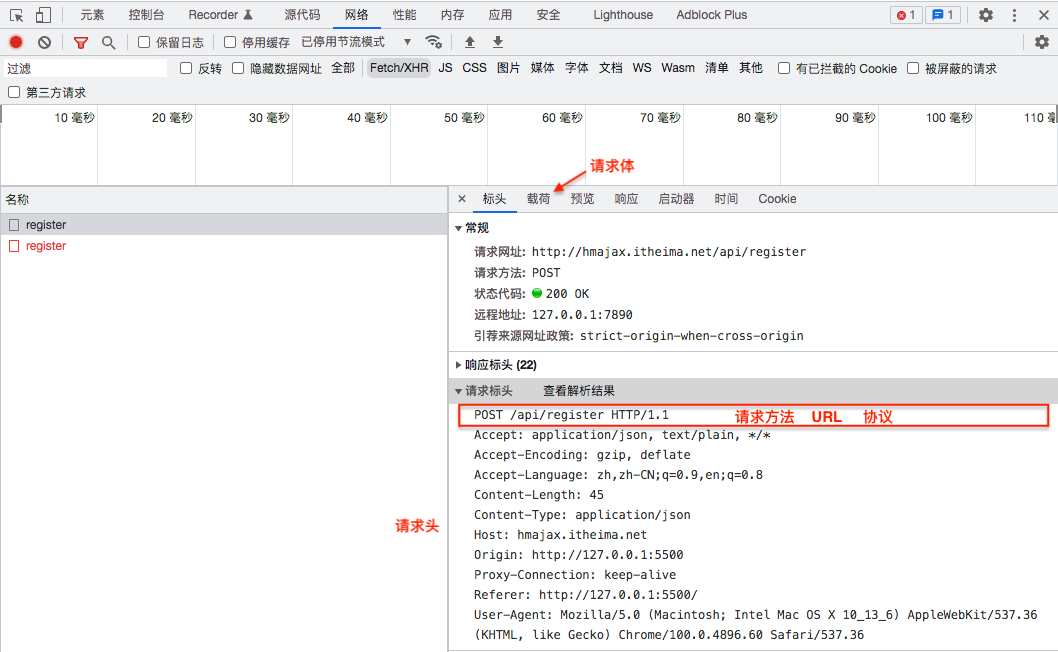 元素 控制台 Recorder 源代码 网络 性能 内存 应用 安全 Lighthouse Adblock Plus 1 1
保留日志 停用缓存 已停用节流模式
过滤 反转 隐藏数据网址 全部 Fetch/XHR JS CSS 图片 媒体 字体 文档 WS Wasm 清单 其他 有已拦截的 Cookie 被屏蔽的请求
第三方请求
10 毫秒 20 毫秒 30 毫秒 40 毫秒 50 毫秒 60 毫秒 70 毫秒 80 毫秒 90 毫秒 100 毫秒 110 毫
请求体
名称
标头 载荷 预览 响应 启动器 时间 Cookie
register
register
常规
请求网址: http://hmajax.itheima.net/api/register
请求方法: POST
状态代码: 200 OK
远程地址: 127.0.0.1:7890
引荐来源网址政策: strict-origin-when-cross-origin
响应标头 (22)
请求标头 查看解析结果
POST /api/register HTTP/1.1 请求方法 URL 协议
Accept: application/json, text/plain, */*
Accept-Encoding: gzip, deflate
Accept-Language: zh,zh-CN;q=0.9,en;q=0.8
Content-Length: 45
Content-Type: application/json
请求头
Host: hmajax.itheima.net
Origin: http://127.0.0.1:5500
Proxy-Connection: keep-alive
Referer: http://127.0.0.1:5500/
User-Agent: Mozilla/5.0 (Macintosh; Intel Mac OS X 10_13_6) AppleWebKit/537.36
(KHTML, like Gecko) Chrome/100.0.4896.60 Safari/537.36